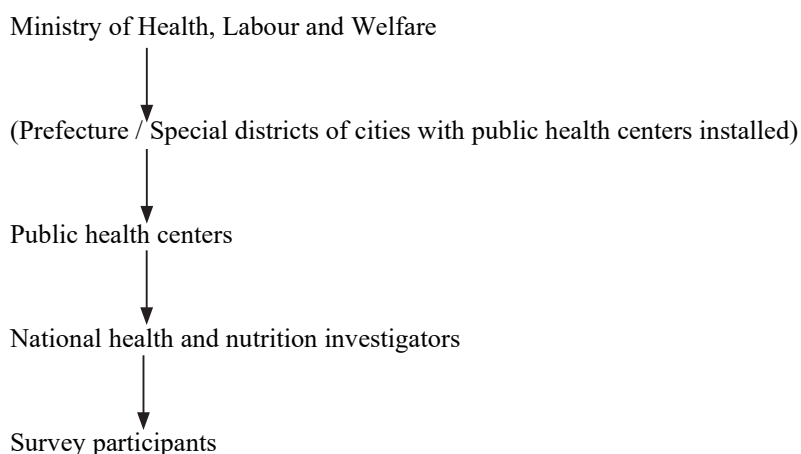 Ministry of Health, Labour and Welfare
(Prefecture / Special districts of cities with public health centers installed)
Public health centers
National health and nutrition investigators
Survey participants